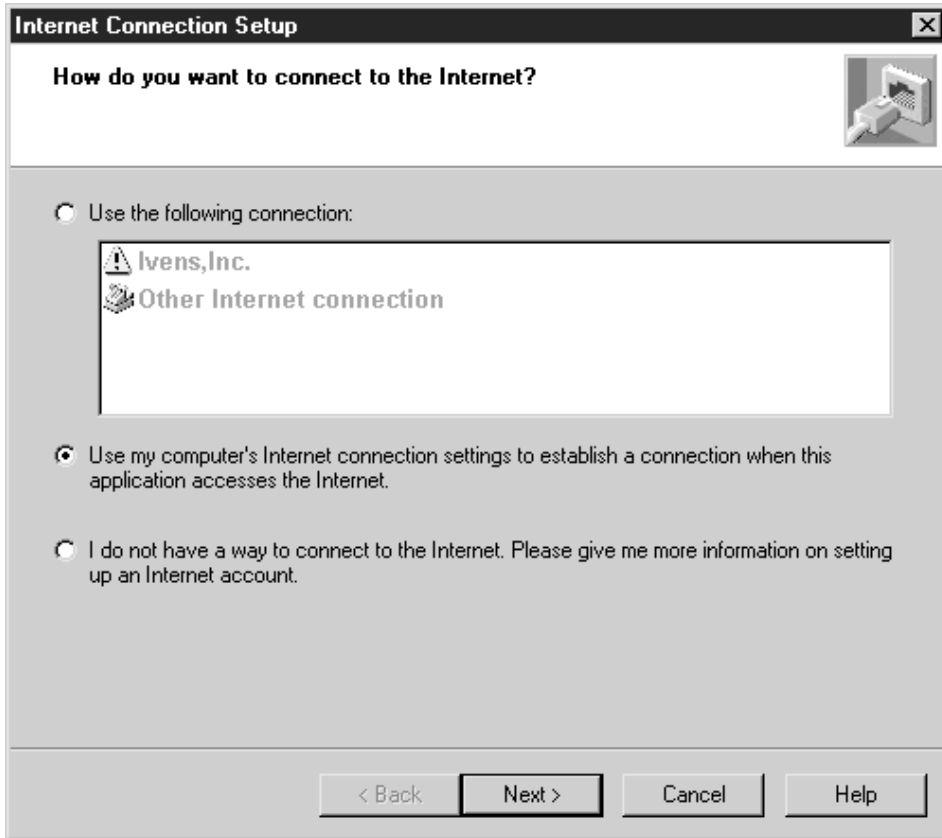 Internet Connection Setup
How do you want to connect to the Internet?
Use the following connection:
Ivens,Inc.
Other Internet connection
Use my computer's Internet connection settings to establish a connection when this
application accesses the Internet.
I do not have a way to connect to the Internet. Please give me more information on setting
up an Internet account.
< Back Next > Cancel Help